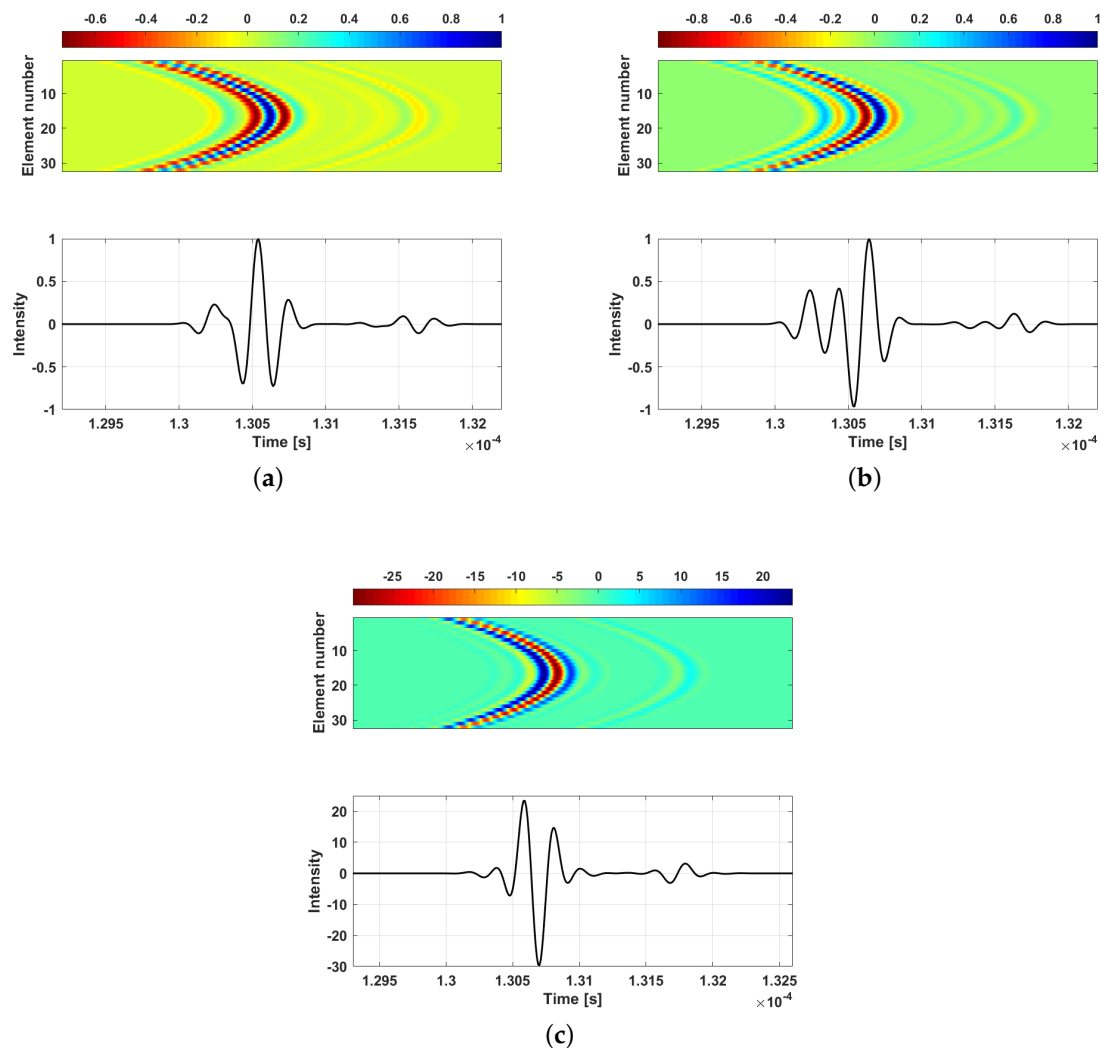 -0.6 -0.4 -0.2 0 0.2 0.4 0.6 0.8 1
Element number
10
20
30
Intensity
1
0.5
0
-0.5
-1
1.295 1.3 1.305 1.31 1.315 1.32
Time [s]
×10-4
(a)
-0.8 -0.6 -0.4 -0.2 0 0.2 0.4 0.6 0.8 1
Element number
10
20
30
Intensity
1
0.5
0
-0.5
-1
1.295 1.3 1.305 1.31 1.315 1.32
Time [s]
×10-4
(b)
-25 -20 -15 -10 -5 0 5 10 15 20
Element number
10
20
30
Intensity
20
10
0
-10
-20
-30
1.295 1.3 1.305 1.31 1.315 1.32 1.325
Time [s]
×10-4
(c)